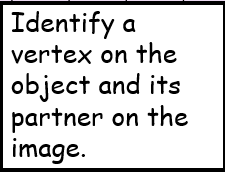 Identify a
vertex on the
object and its
partner on the
image.